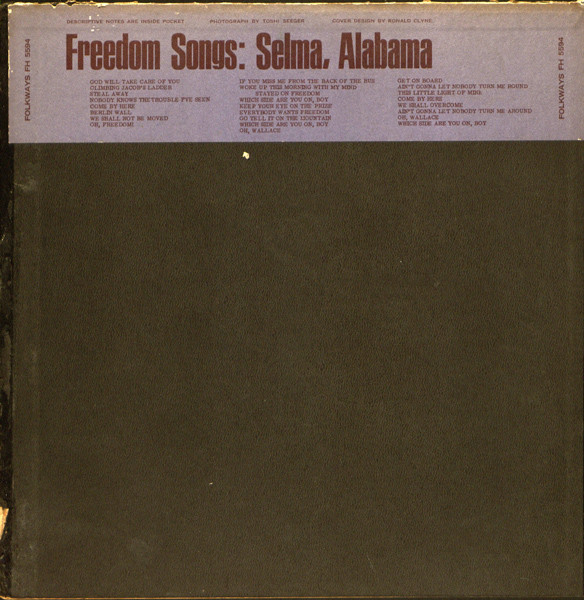 DESCRIPTIVE NOTES ARE INSIDE POCKET
PHOTOGRAPH BY TOSHI SEEGER
COVER DESIGN BY RONALD CLYNE
Freedom Songs: Selma, Alabama
FOLKWAYS FH 5594
GOD WILL TAKE CARE OF YOU
CLIMBING JACOB'S LADDER
STEAL AWAY
NOBODY KNOWS THE TROUBLE I'VE SEEN
COME BY HERE
BERLIN WALL
WE SHALL NOT BE MOVED
OH, FREEDOM!
IF YOU MISS ME FROM THE BACK OF THE BUS
WOKE UP THIS MORNING WITH MY MIND
STAYED ON FREEDOM
WHICH SIDE ARE YOU ON, BOY
KEEP YOUR EYE ON THE PRIZE
EVERYBODY WANTS FREEDOM
GO TELL IT ON THE MOUNTAIN
WHICH SIDE ARE YOU ON, BOY
OH, WALLACE
GET ON BOARD
AIN'T GONNA LET NOBODY TURN ME ROUND
THIS LITTLE LIGHT OF MINE
COME BY HERE
WE SHALL OVERCOME
AIN'T GONNA LET NOBODY TURN ME AROUND
OH, WALLACE
WHICH SIDE ARE YOU ON, BOY
FOLKWAYS FH 5594